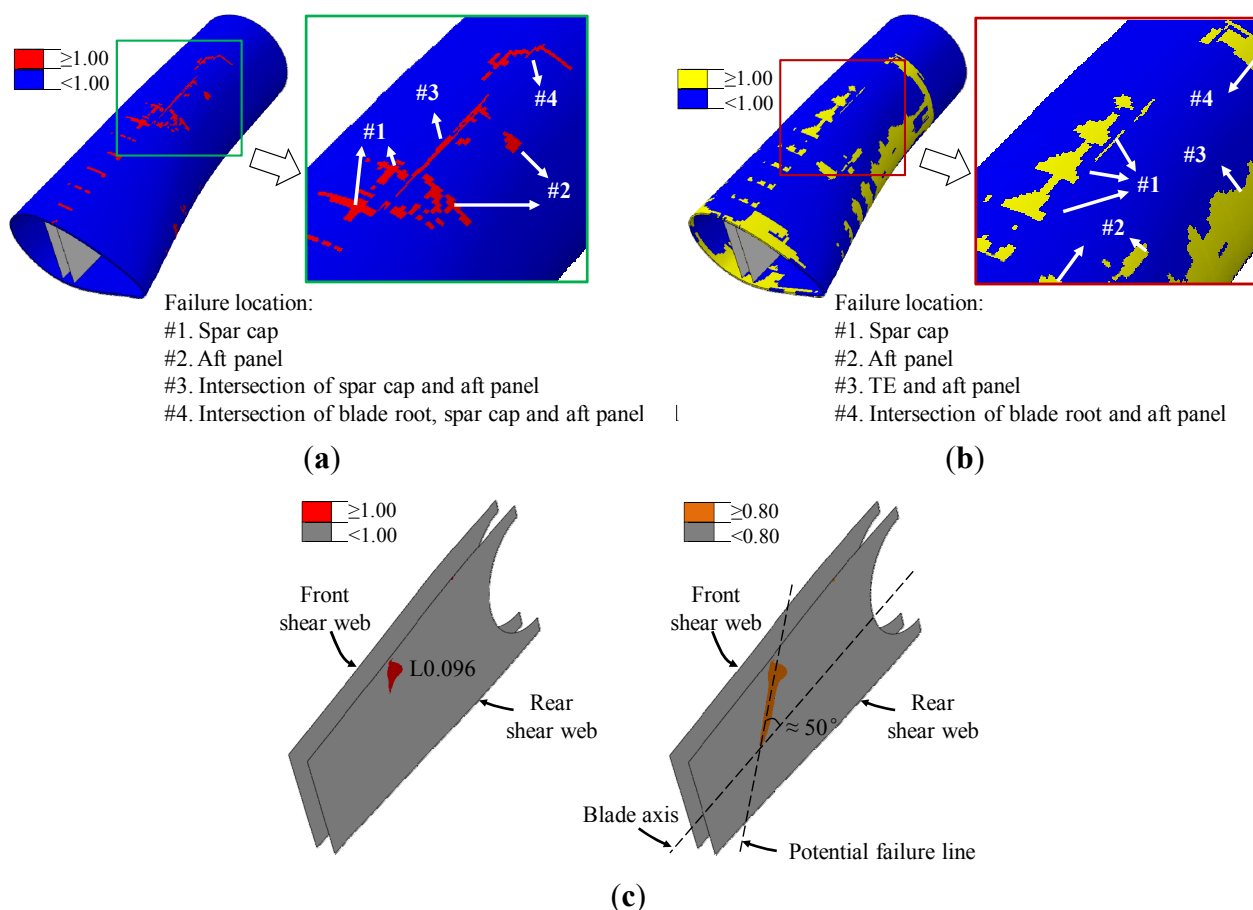 ≥1.00
<1.00
#1
#3
#4
#2
Failure location:
#1. Spar cap
#2. Aft panel
#3. Intersection of spar cap and aft panel
#4. Intersection of blade root, spar cap and aft panel
(a)
≥1.00
<1.00
#4
#3
#1
#2
Failure location:
#1. Spar cap
#2. Aft panel
#3. TE and aft panel
#4. Intersection of blade root and aft panel
(b)
≥1.00
<1.00
Front
shear web
L0.096
Rear
shear web
≥0.80
<0.80
Front
shear web
≈ 50°
Rear
shear web
Blade axis
Potential failure line
(c)